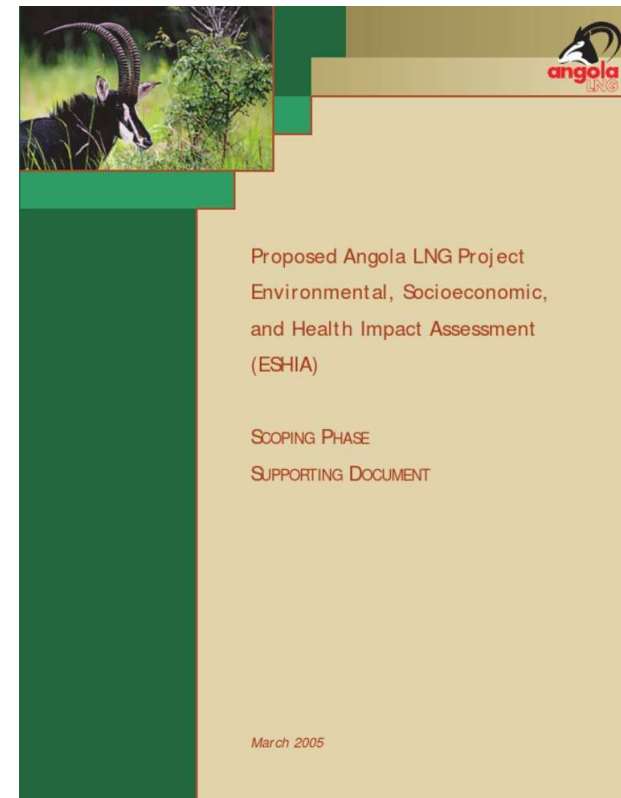 angola
LNG
Proposed Angola LNG Project
Environmental, Socioeconomic,
and Health Impact Assessment
(ESHIA)
SCOPING PHASE
SUPPORTING DOCUMENT
March 2005